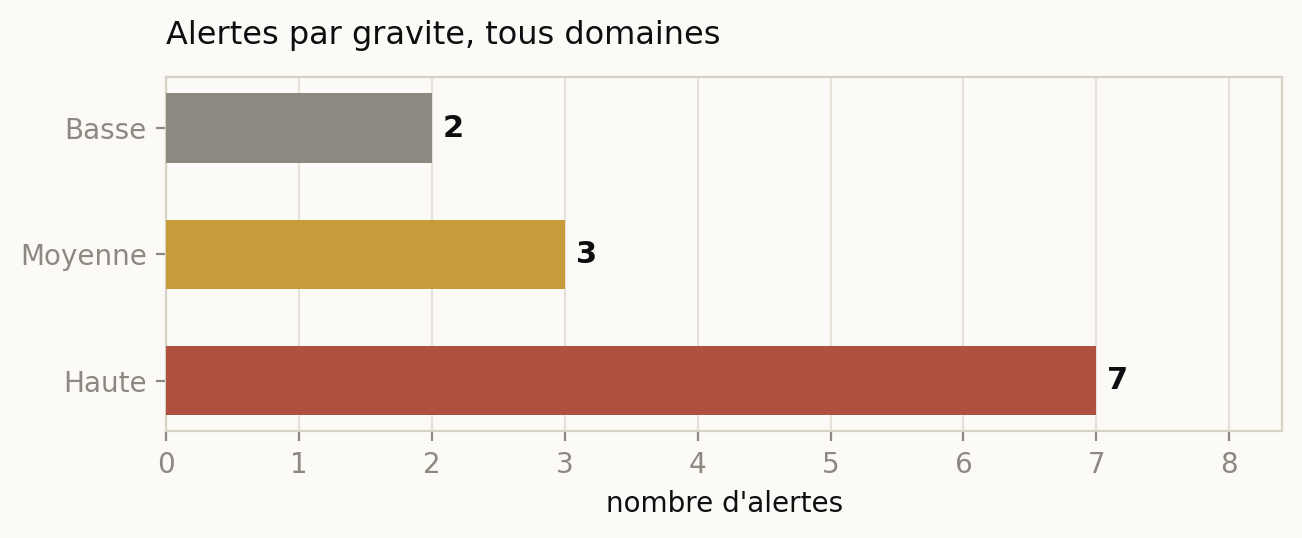 Alertes par gravite, tous domaines
Basse 2
Moyenne 3
Haute 7
0 1 2 3 4 5 6 7 8
nombre d'alertes